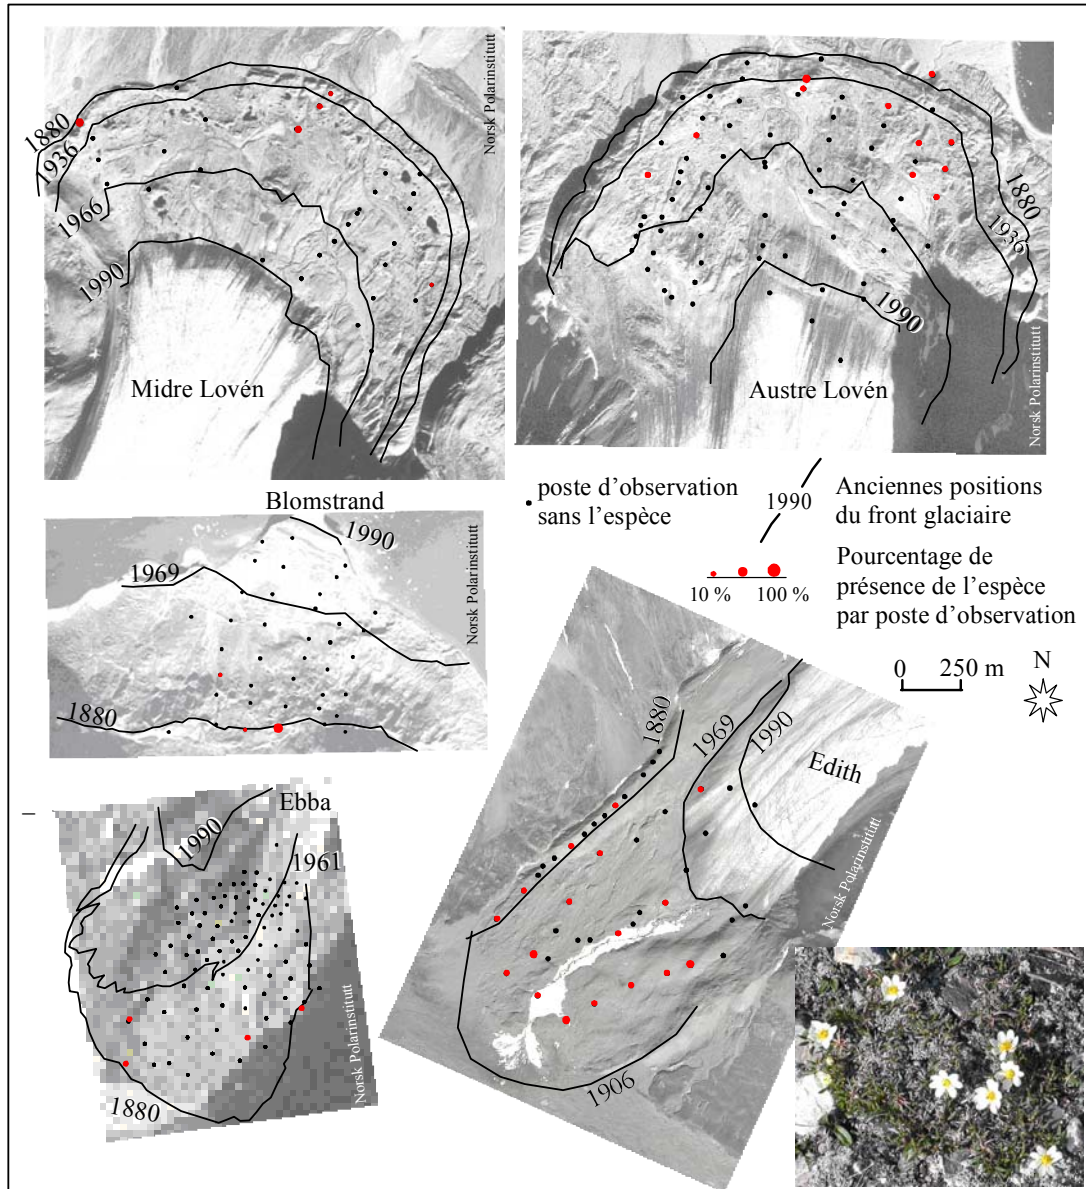 1880
1936
1966
1990
Midre Lovén
Norsk Polarinstitutt
1880
1936
1990
Austre Lovén
Norsk Polarinstitutt
Blomstrand
1990
1969
1880
Norsk Polarinstitutt
poste d'observation
sans l'espèce
1990
Anciennes positions
du front glaciaire
10 %
100 %
Pourcentage de
présence de l'espèce
par poste d'observation
0 250 m
N
Ebba
1990
1961
1880
Norsk Polarinstitutt
1880
1969
1990
Edith
1906
Norsk Polarinstitutt